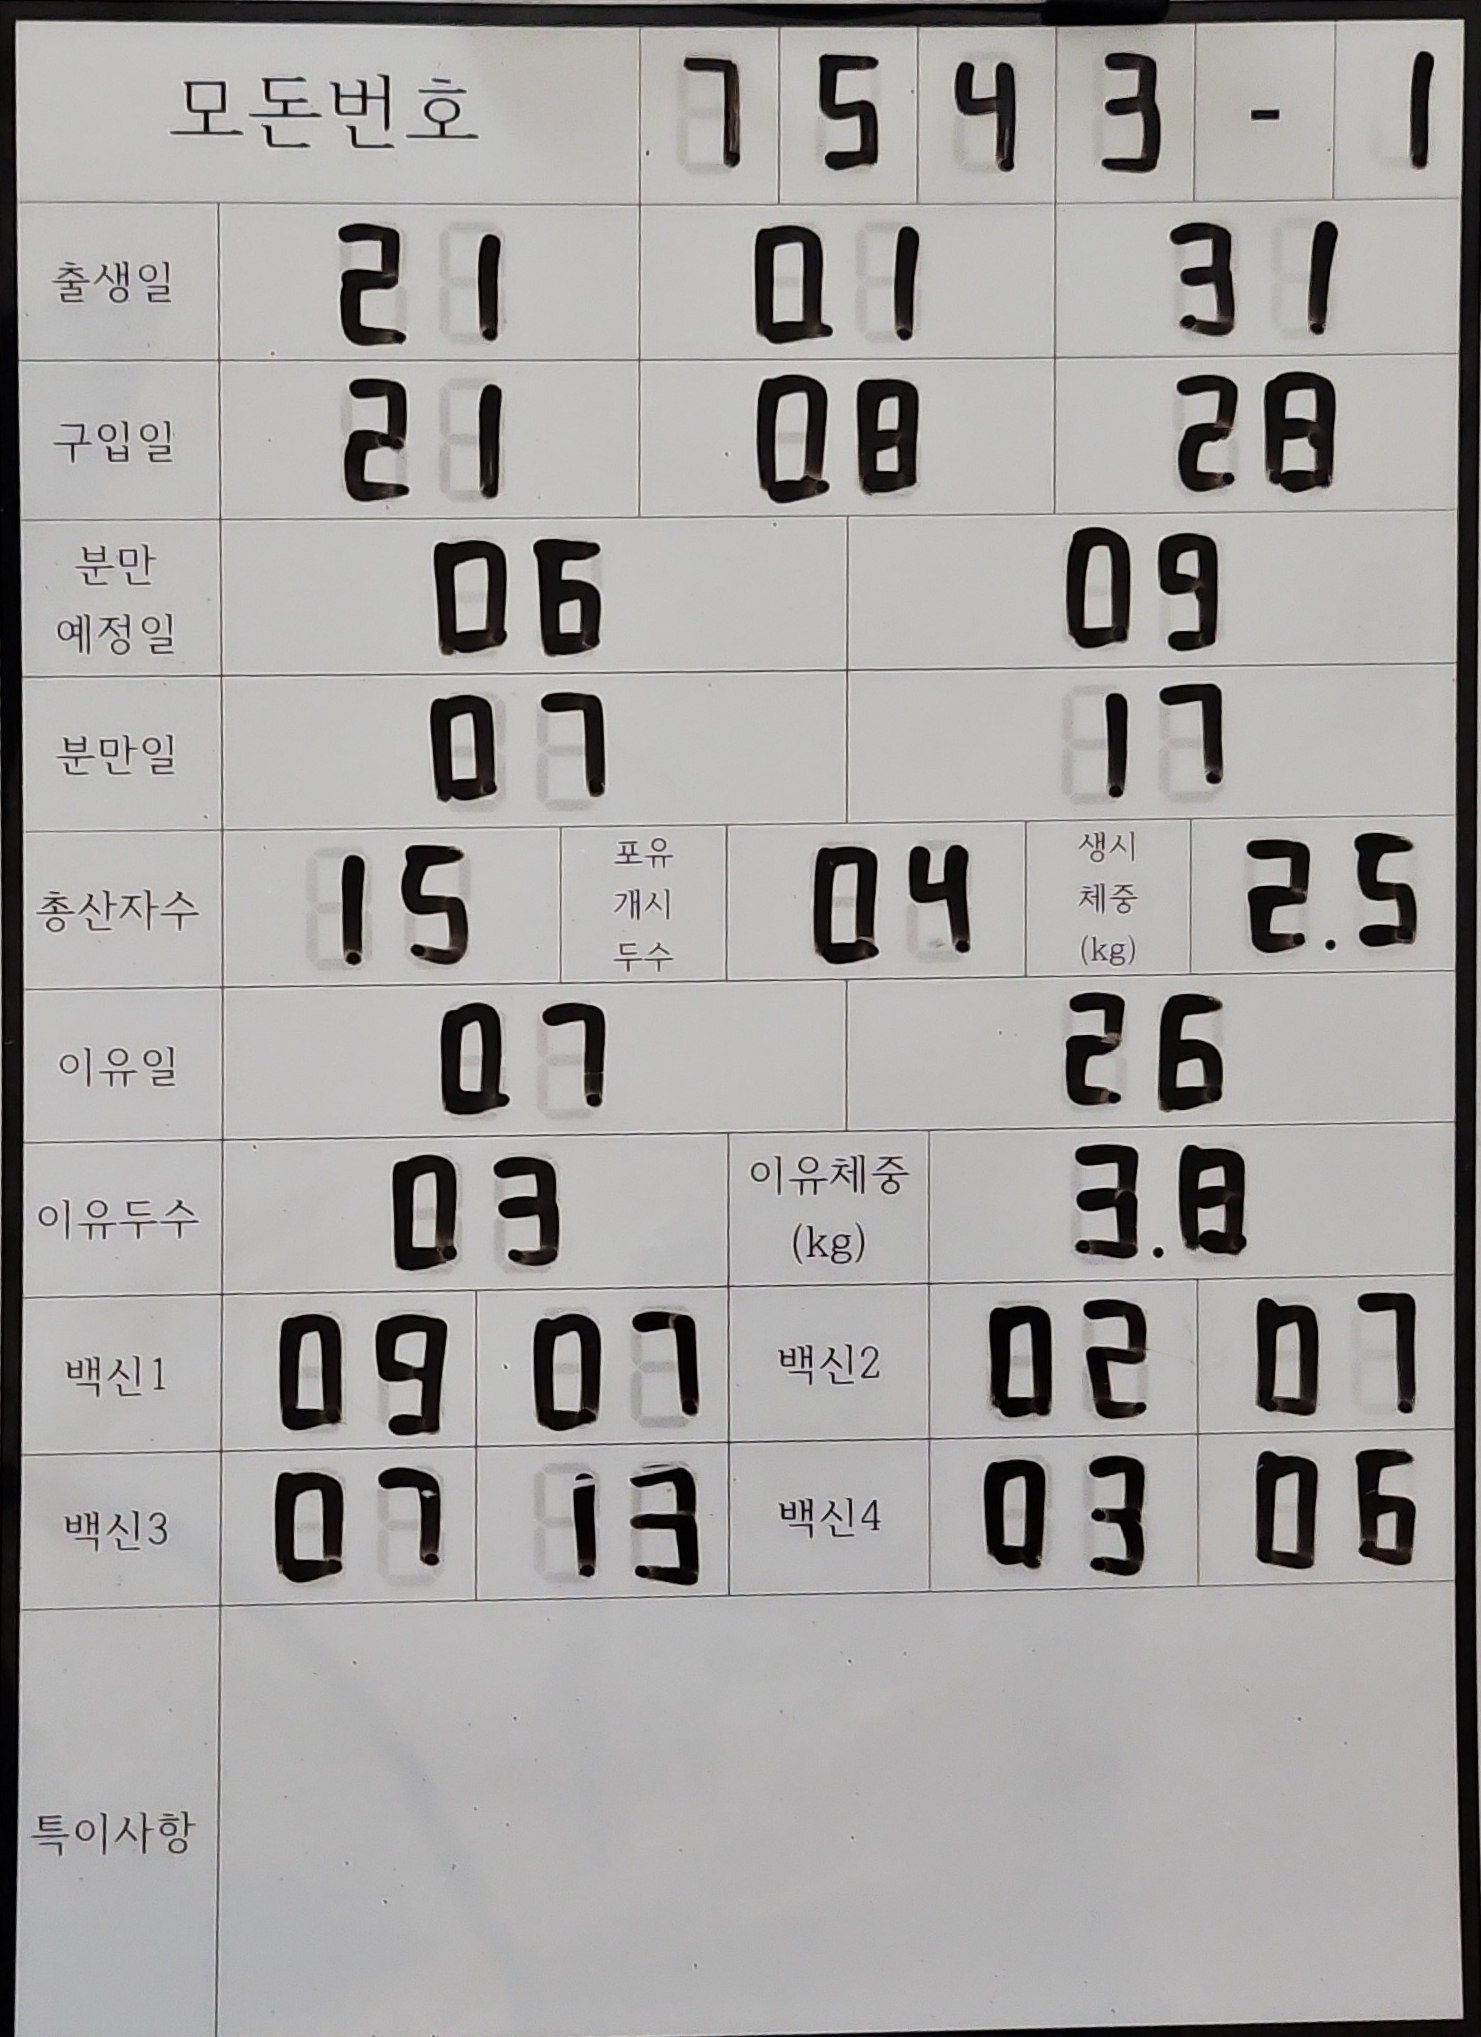 모돈번호 7 5 4 3 - 1
출생일 21 01 31
구입일 21 08 28
분만
예정일 06 09
분만일 07 17
총산자수 15 포유
개시
두수 04 생시
체중
(kg) 2.5
이유일 07 26
이유두수 03 이유체중
(kg) 3.8
백신1 09 07 백신2 02 07
백신3 07 13 백신4 03 06
특이사항